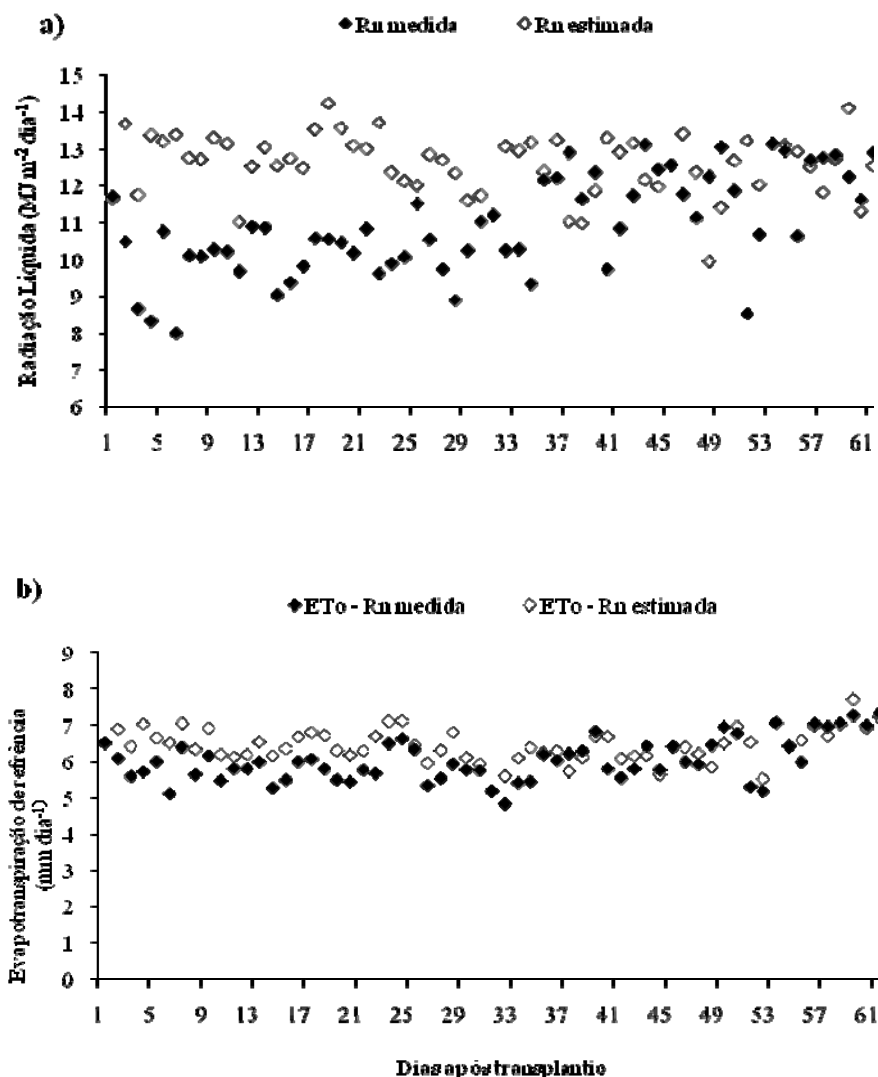 a)
Rn medida Rn estimada
Radiação Líquida (MJ m-2 dia-1)
15
14
13
12
11
10
9
8
7
6
1 5 9 13 17 21 25 29 33 37 41 45 49 53 57 61
b)
ETo - Rn medida ETo - Rn estimada
Evapotranspiração de refrência
(mm dia-1)
9
8
7
6
5
4
3
2
1
0
1 5 9 13 17 21 25 29 33 37 41 45 49 53 57 61
Dias após transplantio